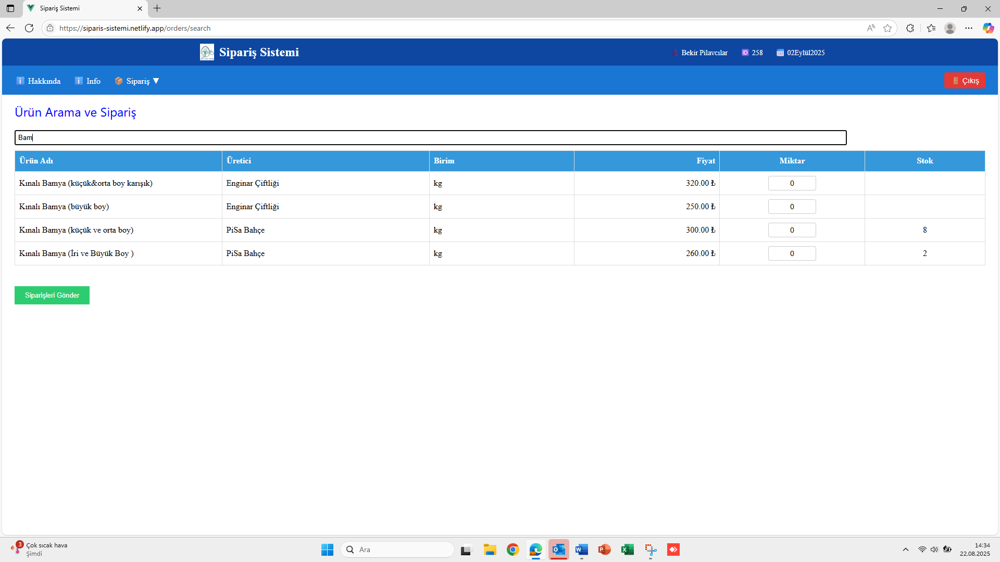 Sipariş Sistemi
https://siparis-sistemi.netlify.app/orders/search
Sipariş Sistemi
Bekir Pilavcılar
ID 258
02Eylül2025
Hakkında
Info
Sipariş ▼
Çıkış
Ürün Arama ve Sipariş
Bam
Ürün Adı Üretici Birim Fiyat Miktar Stok
Kınalı Bamya (küçük&orta boy karışık) Enginar Çiftliği kg 320.00 ₺ 0
Kınalı Bamya (büyük boy) Enginar Çiftliği kg 250.00 ₺ 0
Kınalı Bamya (küçük ve orta boy) PiSa Bahçe kg 300.00 ₺ 0 8
Kınalı Bamya (İri ve Büyük Boy ) PiSa Bahçe kg 260.00 ₺ 0 2
Siparişleri Gönder
3
Çok sıcak hava
Şimdi
Ara
14:34
22.08.2025